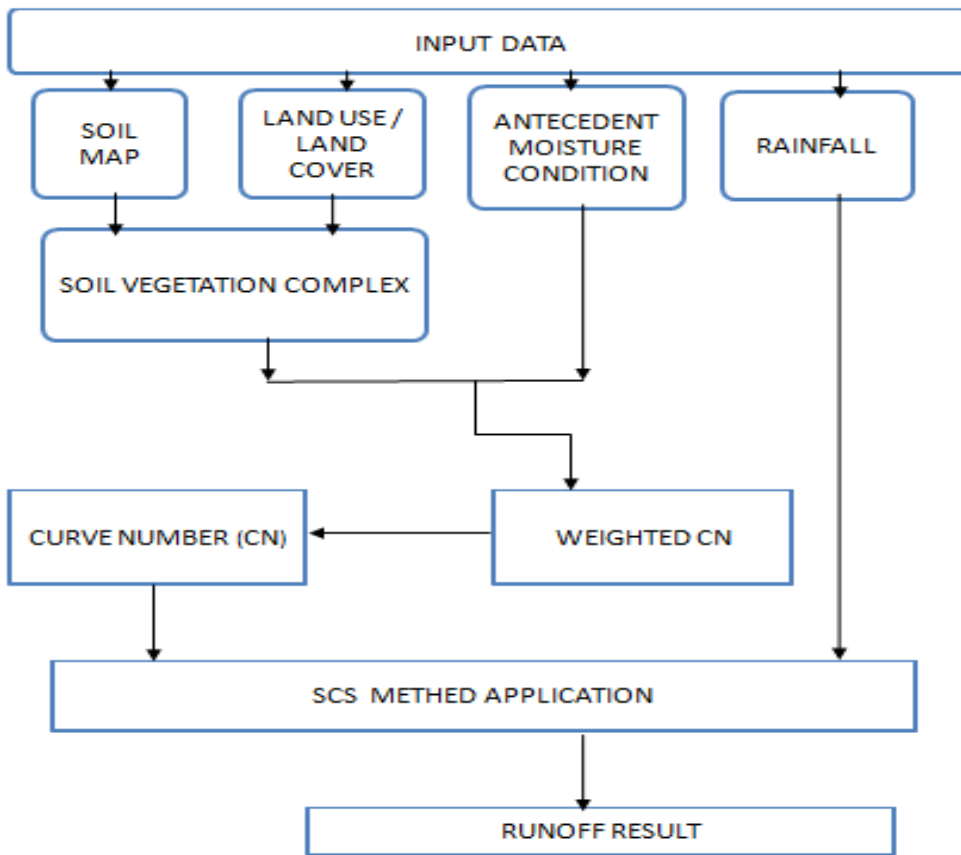 INPUT DATA
SOIL
MAP
LAND USE /
LAND
COVER
ANTECEDENT
MOISTURE
CONDITION
RAINFALL
SOIL VEGETATION COMPLEX
CURVE NUMBER (CN)
WEIGHTED CN
SCS METHED APPLICATION
RUNOFF RESULT